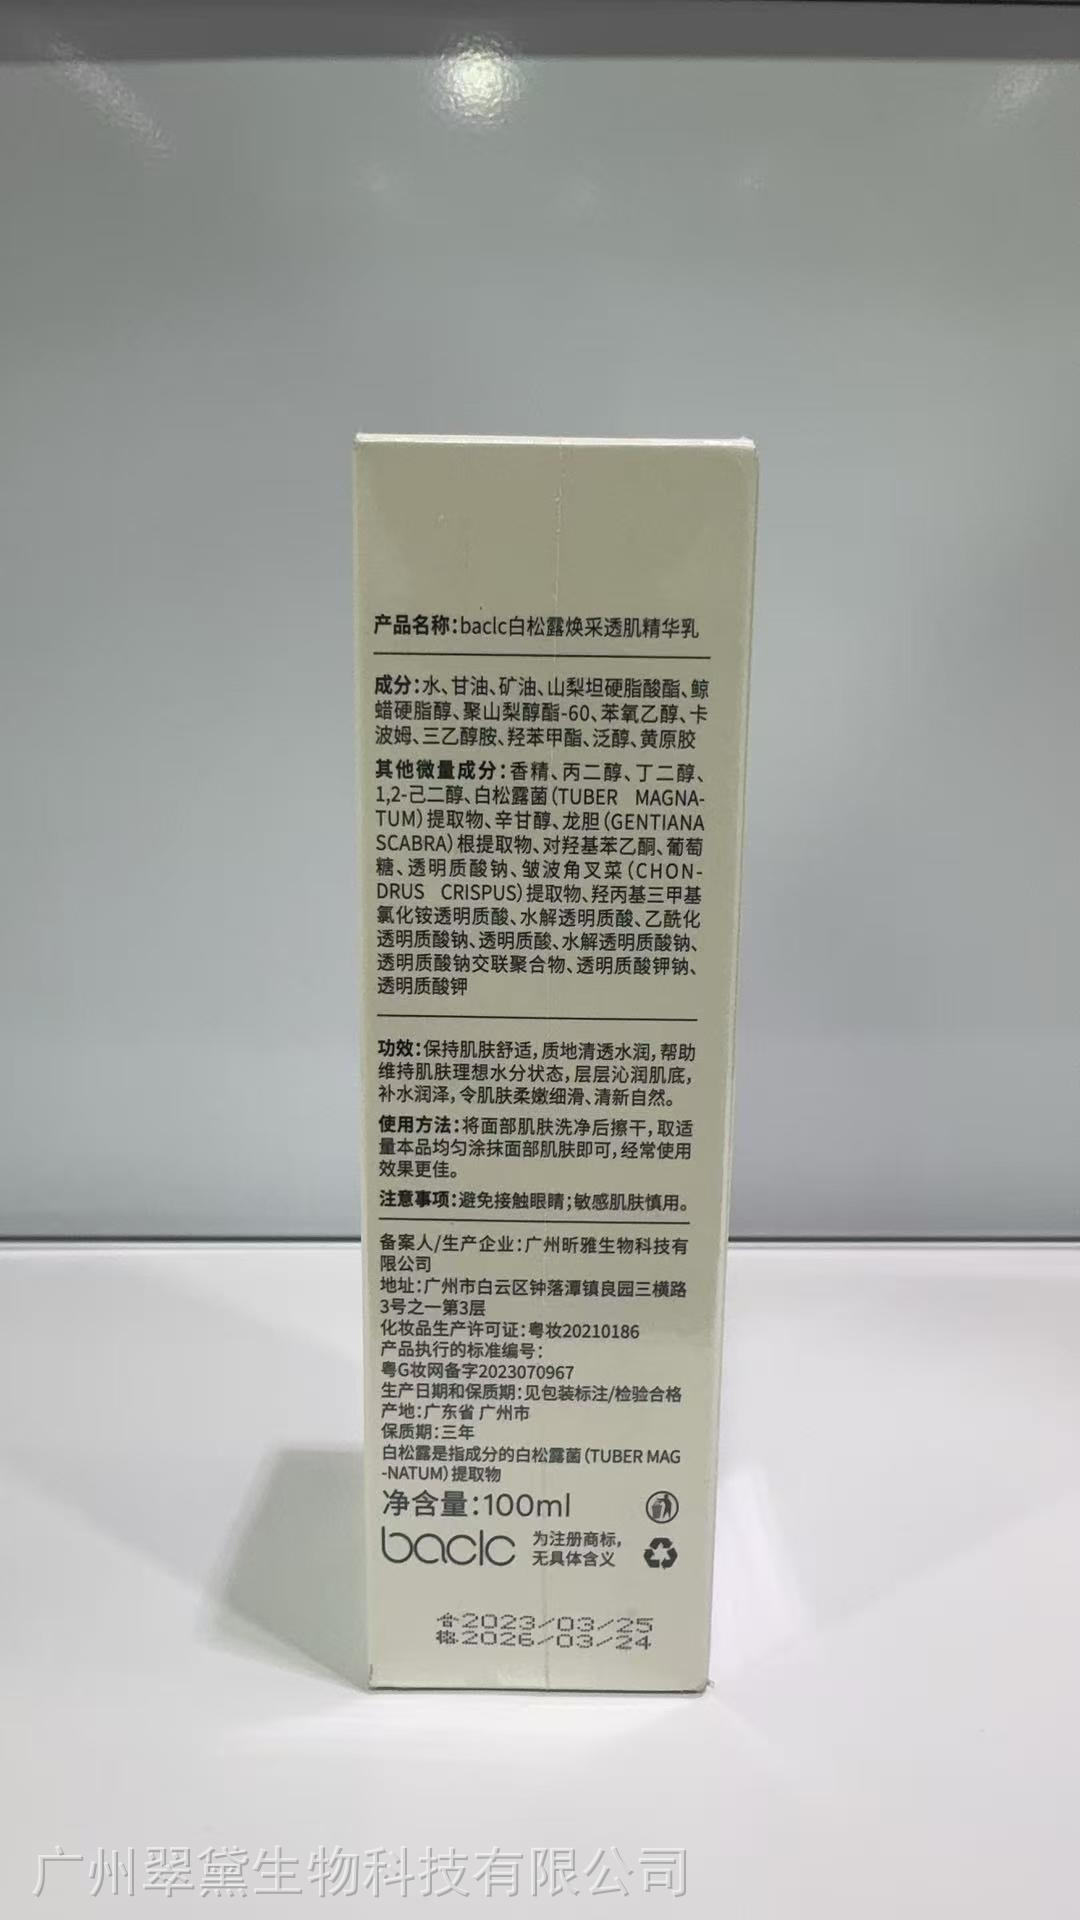 产品名称:baclc白松露焕采透肌精华乳
成分:水、甘油、矿油、山梨坦硬脂酸酯、鲸
蜡硬脂醇、聚山梨醇酯-60、苯氧乙醇、卡
波姆、三乙醇胺、羟苯甲酯、泛醇、黄原胶
其他微量成分:香精、丙二醇、丁二醇、
1,2-己二醇、白松露菌(TUBER MAGNA-
TUM)提取物、辛甘醇、龙胆(GENTIANA
SCABRA)根提取物、对羟基苯乙酮、葡萄
糖、透明质酸钠、皱波角叉菜(CHON-
DRUS CRISPUS)提取物、羟丙基三甲基
氯化铵透明质酸、水解透明质酸、乙酰化
透明质酸钠、透明质酸、水解透明质酸钠、
透明质酸钠交联聚合物、透明质酸钾钠、
透明质酸钾
功效:保持肌肤舒适,质地清透水润,帮助
维持肌肤理想水分状态,层层沁润肌底,
补水润泽,令肌肤柔嫩细滑、清新自然。
使用方法:将面部肌肤洗净后擦干,取适
量本品均匀涂抹面部肌肤即可,经常使用
效果更佳。
注意事项:避免接触眼睛;敏感肌肤慎用。
备案人/生产企业:广州昕雅生物科技有
限公司
地址:广州市白云区钟落潭镇良园三横路
3号之一第3层
化妆品生产许可证:粤妆20210186
产品执行的标准编号:
粤G妆网备字2023070967
生产日期和保质期:见包装标注/检验合格
产地:广东省 广州市
保质期:三年
白松露是指成分的白松露菌(TUBER MAG
-NATUM)提取物
净含量:100ml
baclc 为注册商标,
无具体含义
合2023/03/25
格2026/03/24
广州翠黛生物科技有限公司